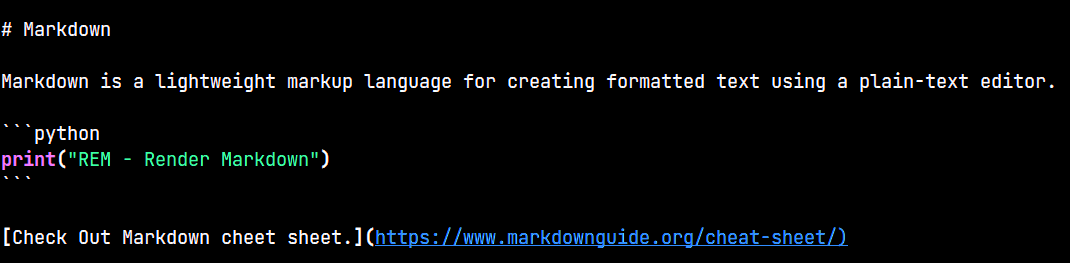 # Markdown
Markdown is a lightweight markup language for creating formatted text using a plain-text editor.
```python
print("REM - Render Markdown")
```
[Check Out Markdown cheet sheet.](https://www.markdownguide.org/cheat-sheet/)